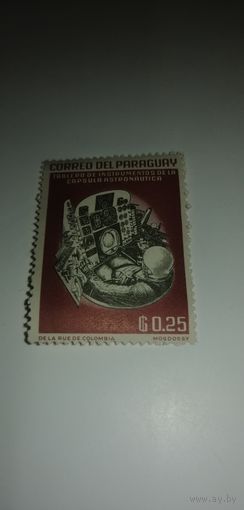 CORREO DEL PARAGUAY
TABLERO DE INSTRUMENTOS DE LA
CAPSULA ASTRONAUTICA
₲ 0.25
DE LA RUE DE COLOMBIA MOSDOSSY
https://www.ay.by